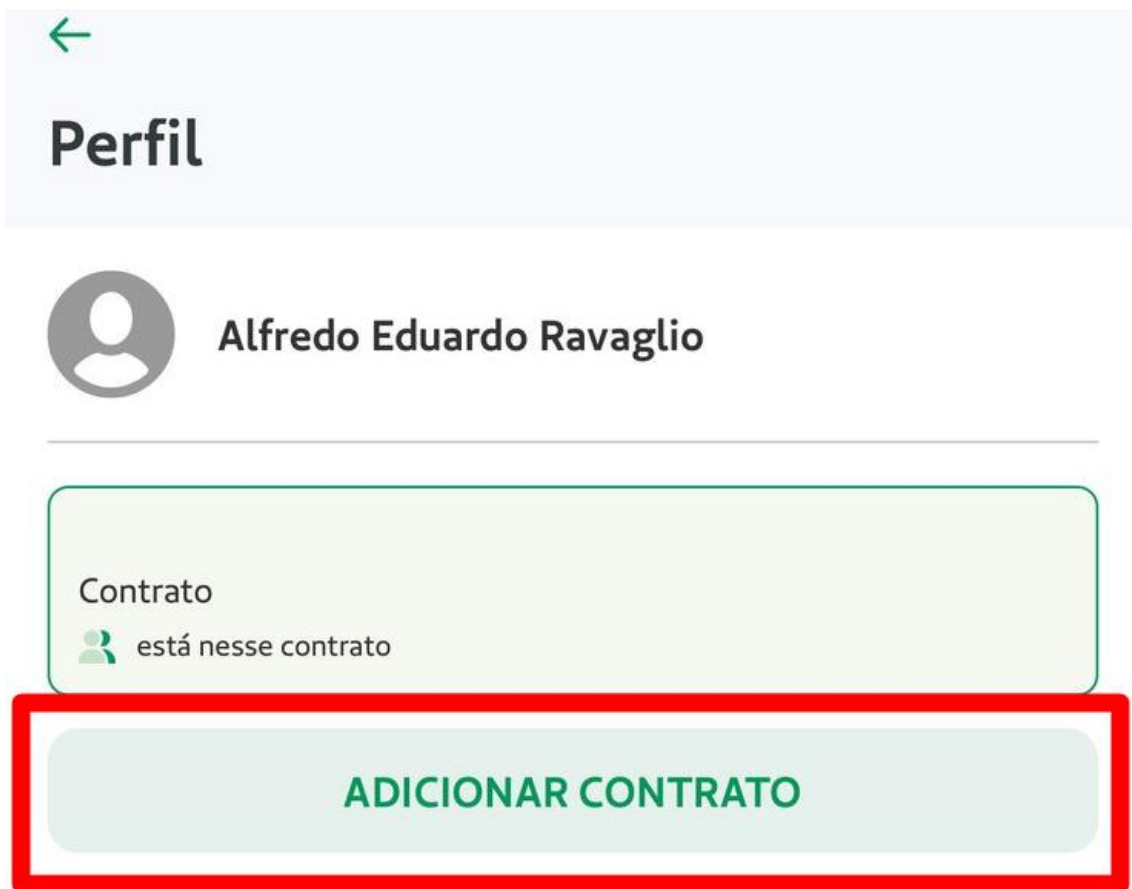 Perfil
Alfredo Eduardo Ravaglio
Contrato
está nesse contrato
ADICIONAR CONTRATO